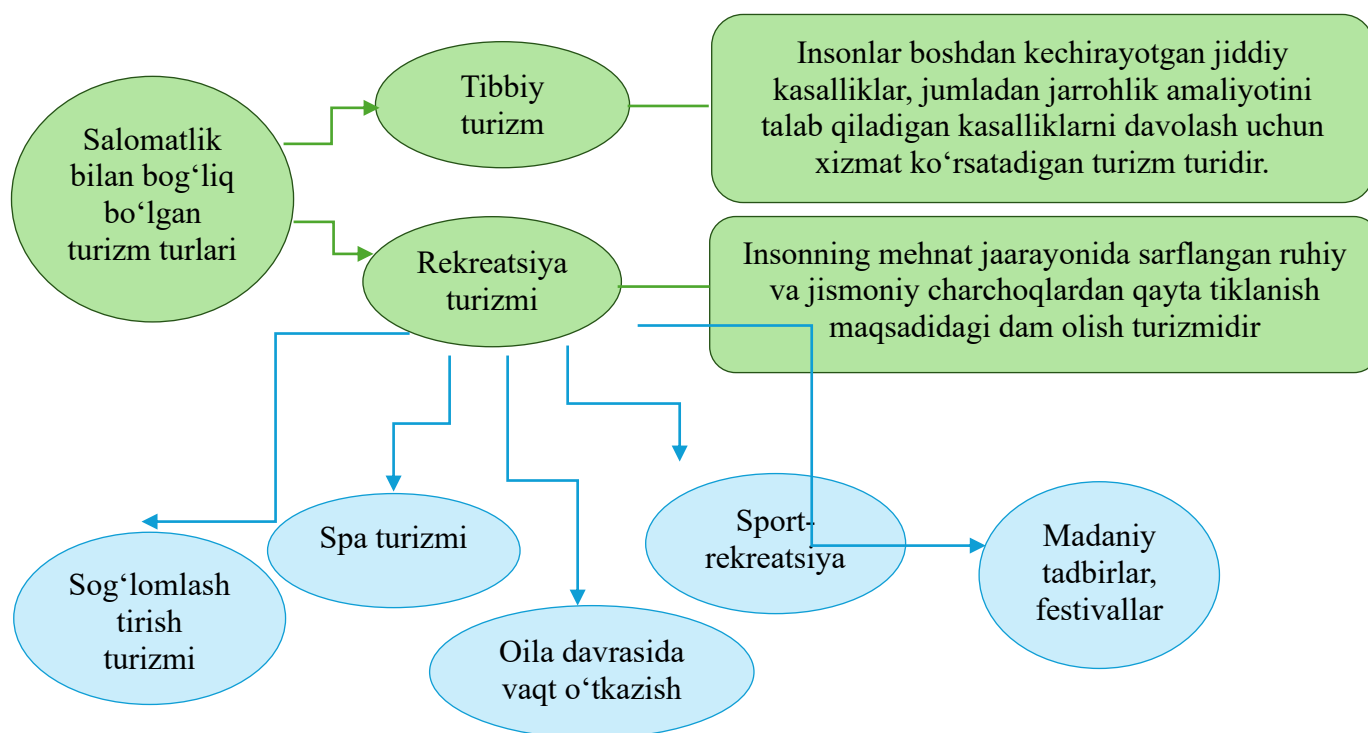 Salomatlik
bilan bog‘liq
bo‘lgan
turizm turlari
Tibbiy
turizm
Insonlar boshdan kechirayotgan jiddiy
kasalliklar, jumladan jarrohlik amaliyotini
talab qiladigan kasalliklarni davolash uchun
xizmat ko‘rsatadigan turizm turidir.
Rekreatsiya
turizmi
Insonning mehnat jaarayonida sarflangan ruhiy
va jismoniy charchoqlardan qayta tiklanish
maqsadidagi dam olish turizmidir
Sog‘lomlash
tirish
turizmi
Spa turizmi
Oila davrasida
vaqt o‘tkazish
Sport-
rekreatsiya
Madaniy
tadbirlar,
festivallar